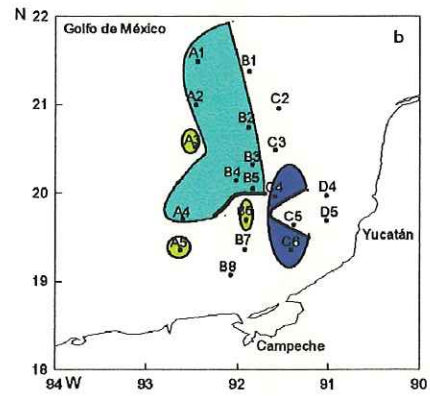 N 22 Golfo de México b
A1 B1
21 A2 C2
B2
A3 C3
B3
B4 B5
20 C4 D4
A4 B6 C5 D5
A5 B7 C6 Yucatán
19 B8
Campeche
18
94 W 93 92 91 90